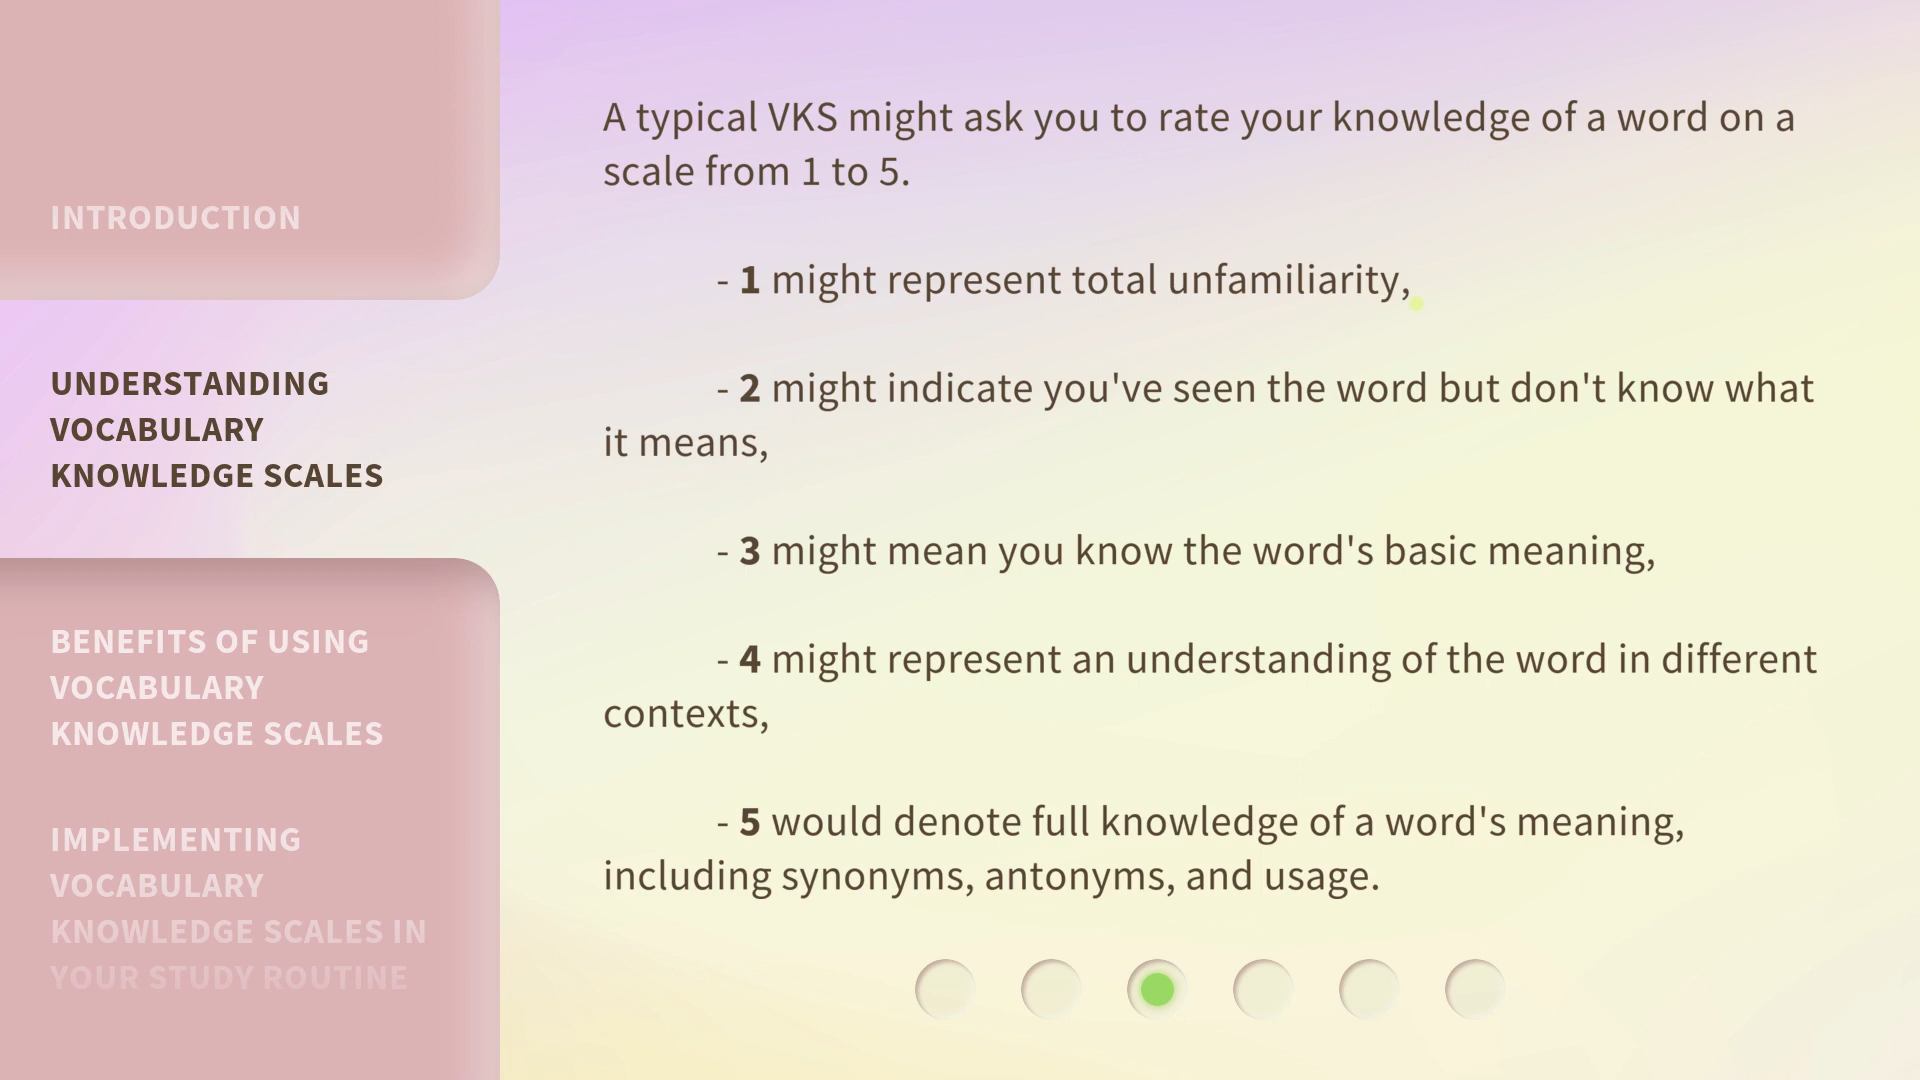 INTRODUCTION
UNDERSTANDING
VOCABULARY
KNOWLEDGE SCALES
BENEFITS OF USING
VOCABULARY
KNOWLEDGE SCALES
IMPLEMENTING
VOCABULARY
KNOWLEDGE SCALES IN
YOUR STUDY ROUTINE
A typical VKS might ask you to rate your knowledge of a word on a
scale from 1 to 5.
- 1 might represent total unfamiliarity,
- 2 might indicate you've seen the word but don't know what
it means,
- 3 might mean you know the word's basic meaning,
- 4 might represent an understanding of the word in different
contexts,
- 5 would denote full knowledge of a word's meaning,
including synonyms, antonyms, and usage.